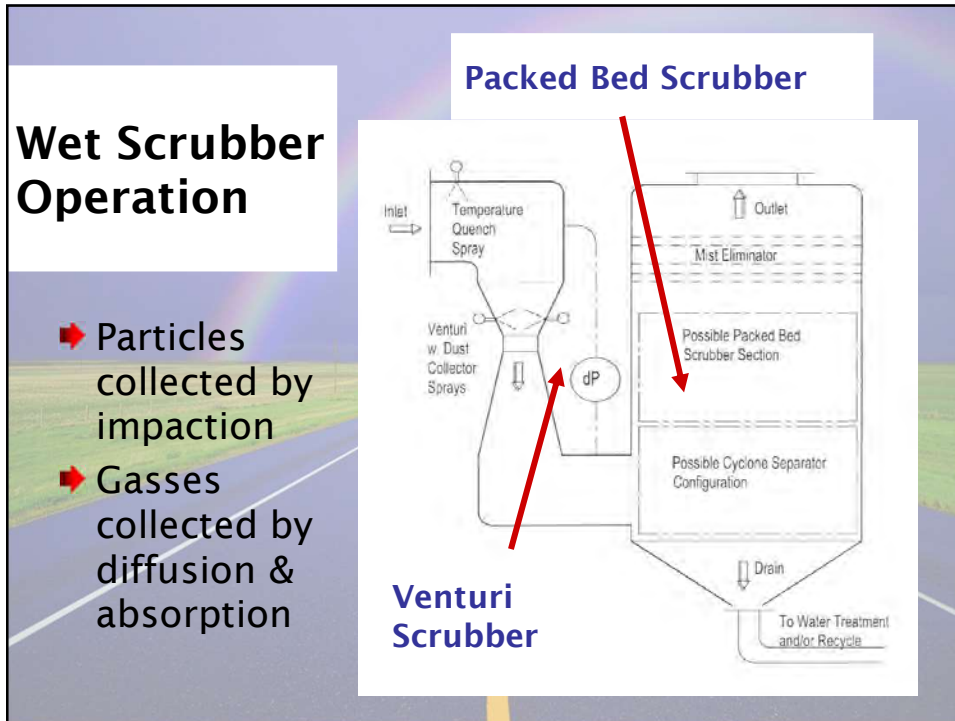 Packed Bed Scrubber
Wet Scrubber
Operation
Particles
collected by
impaction
Gasses
collected by
diffusion &
absorption
Inlet
Temperature
Quench
Spray
Outlet
Mist Eliminator
Venturi
w. Dust
Collector
Sprays
dP
Possible Packed Bed
Scrubber Section
Possible Cyclone Separator
Configuration
Drain
Venturi
Scrubber
To Water Treatment
and/or Recycle